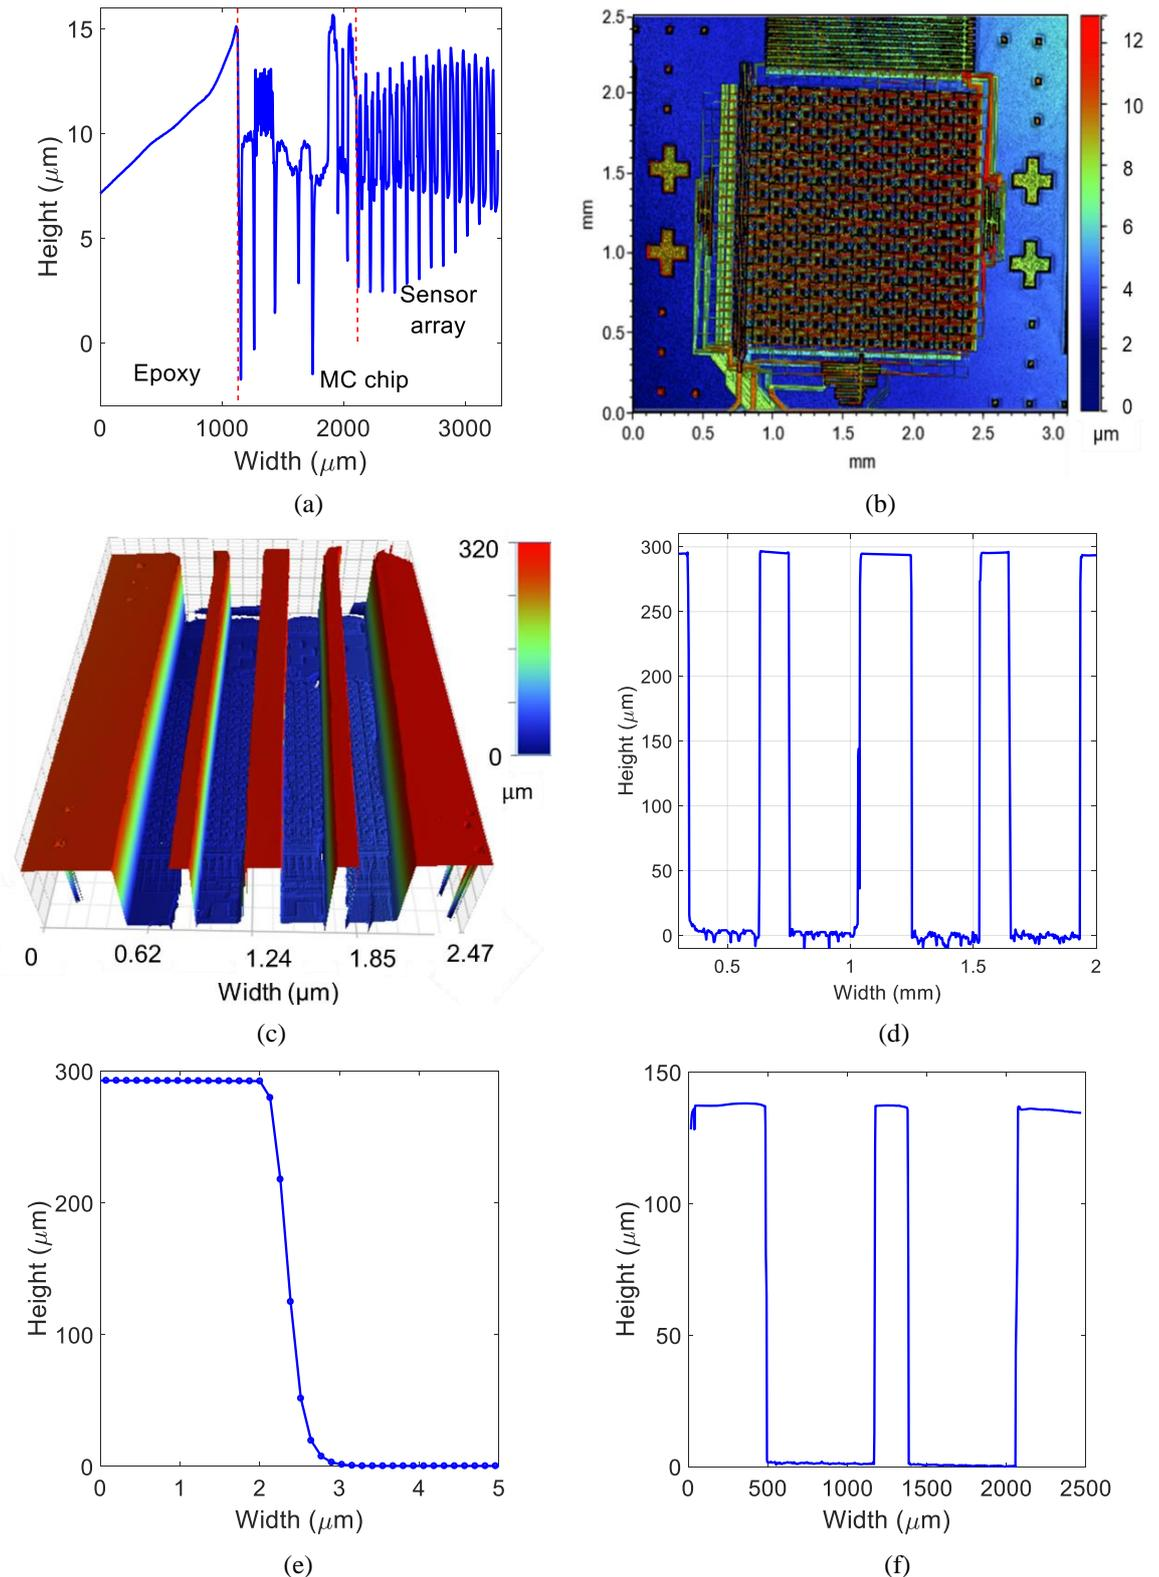 15
10
5
0
Height (μm)
Epoxy
MC chip
Sensor
array
0 1000 2000 3000
Width (μm)
(a)
2.5
2.0
1.5
1.0
0.5
0.0
mm
0.0 0.5 1.0 1.5 2.0 2.5 3.0
mm
12
10
8
6
4
2
0
μm
(b)
320
0
μm
0 0.62 1.24 1.85 2.47
Width (μm)
(c)
300
250
200
150
100
50
0
Height (μm)
0.5 1 1.5 2
Width (mm)
(d)
300
200
100
0
Height (μm)
0 1 2 3 4 5
Width (μm)
(e)
150
100
50
0
Height (μm)
0 500 1000 1500 2000 2500
Width (μm)
(f)